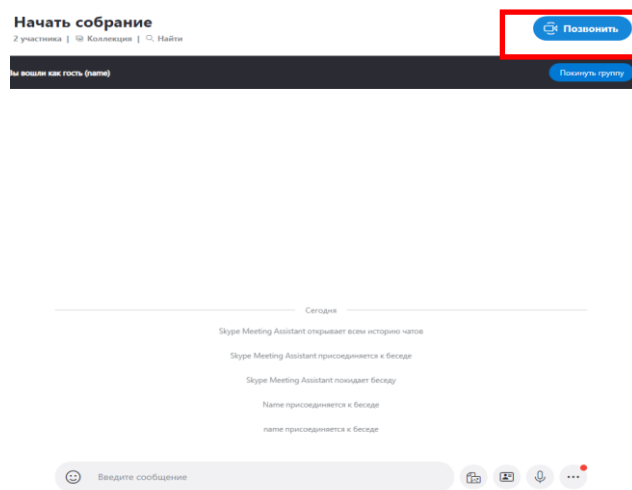 Начать собрание
Позвонить
2 участника | Коллекция | Найти
Вы вошли как гость (name)
Покинуть группу
Сегодня
Skype Meeting Assistant открывает всем историю чатов
Skype Meeting Assistant присоединяется к беседе
Skype Meeting Assistant покидает беседу
Name присоединяется к беседе
name присоединяется к беседе
Введите сообщение